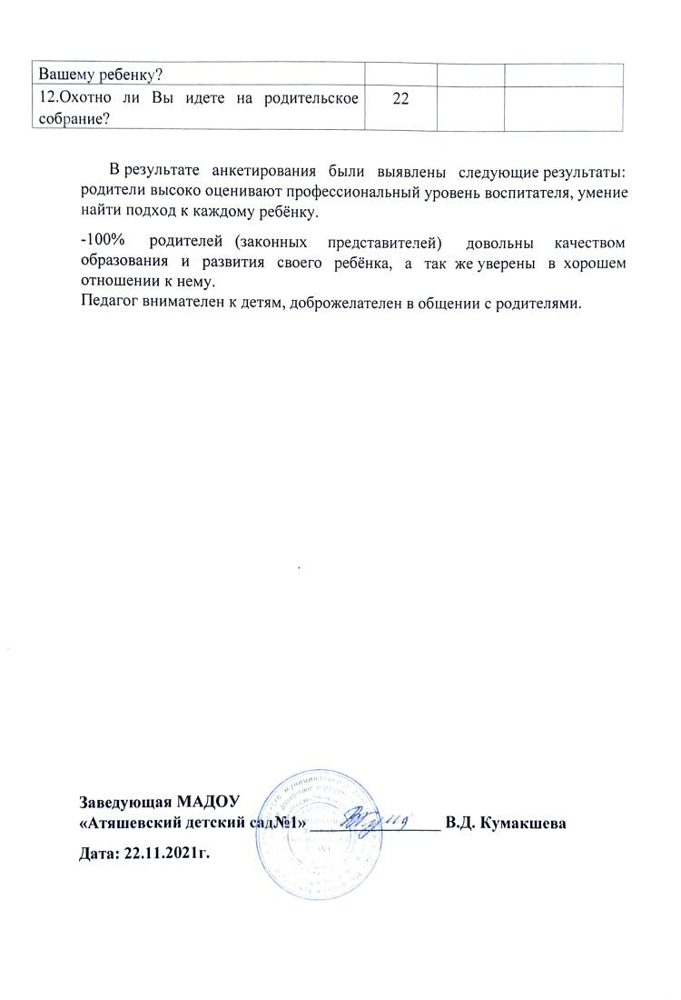 Вашему ребенку?
12.Охотно ли Вы идете на родительское 22
собрание?
В результате анкетирования были выявлены следующие результаты:
родители высоко оценивают профессиональный уровень воспитателя, умение
найти подход к каждому ребёнку.
-100% родителей (законных представителей) довольны качеством
образования и развития своего ребёнка, а так же уверены в хорошем
отношении к нему.
Педагог внимателен к детям, доброжелателен в общении с родителями.
Заведующая МАДОУ
«Атяшевский детский сад№1» В.Д. Кумакшева
Дата: 22.11.2021г.